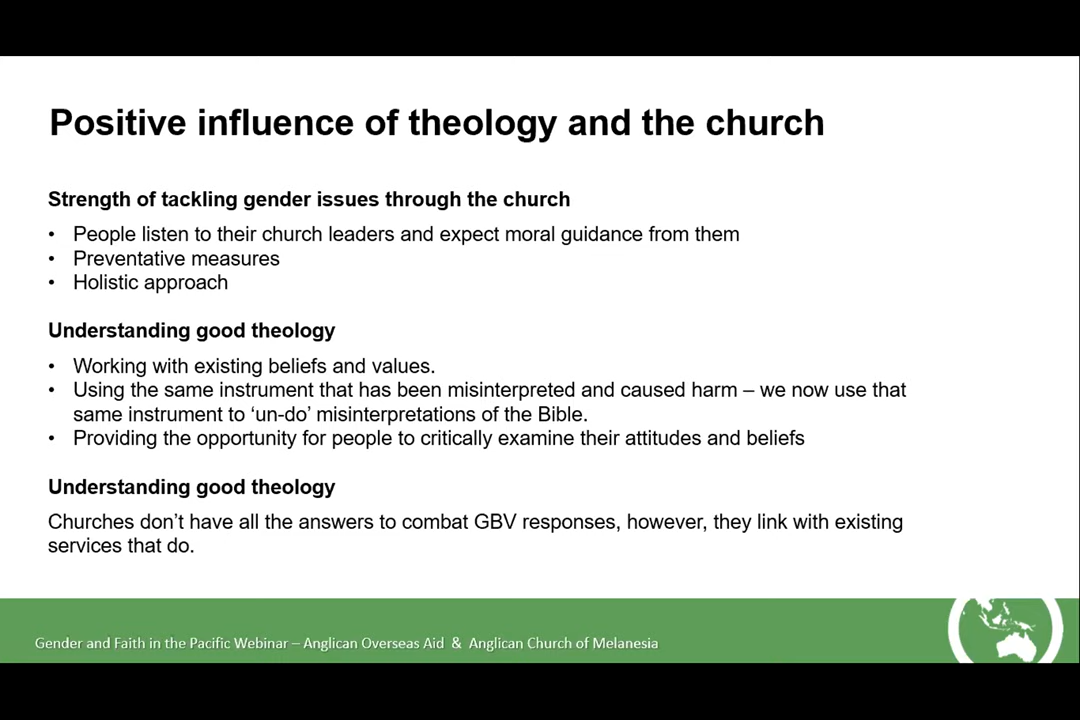 Positive influence of theology and the church
Strength of tackling gender issues through the church
• People listen to their church leaders and expect moral guidance from them
• Preventative measures
• Holistic approach
Understanding good theology
• Working with existing beliefs and values.
• Using the same instrument that has been misinterpreted and caused harm – we now use that
same instrument to ‘un-do’ misinterpretations of the Bible.
• Providing the opportunity for people to critically examine their attitudes and beliefs
Understanding good theology
Churches don’t have all the answers to combat GBV responses, however, they link with existing
services that do.
Gender and Faith in the Pacific Webinar – Anglican Overseas Aid & Anglican Church of Melanesia